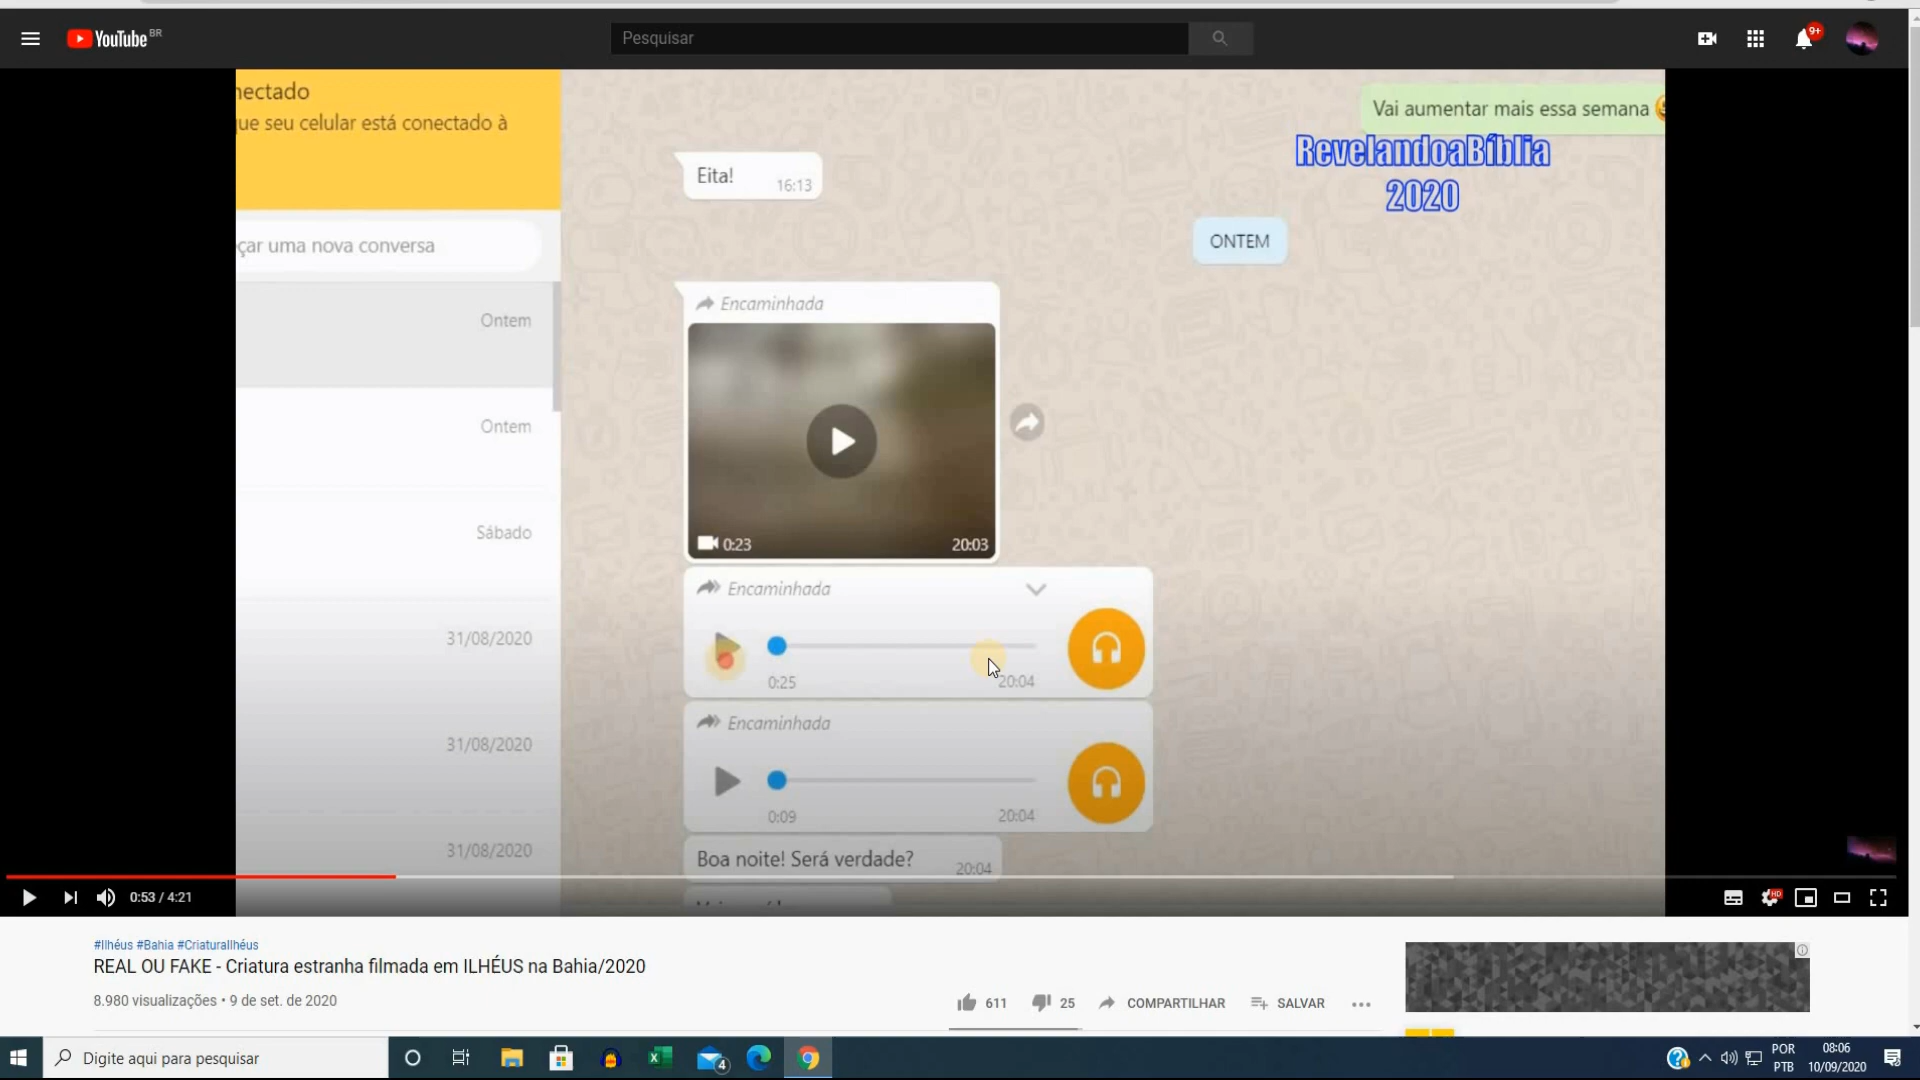 YouTube BR
Pesquisar
9+
nectado
que seu celular está conectado à
çar uma nova conversa
Ontem
Ontem
Sábado
31/08/2020
31/08/2020
31/08/2020
Vai aumentar mais essa semana
RevelandoaBíblia
2020
Eita!
16:13
ONTEM
Encaminhada
0:23
20:03
Encaminhada
0:25
20:04
Encaminhada
0:09
20:04
Boa noite! Será verdade?
20:04
0:53 / 4:21
HD
#Ilhéus #Bahia #CriaturaIlhéus
REAL OU FAKE - Criatura estranha filmada em ILHÉUS na Bahia/2020
8.980 visualizações • 9 de set. de 2020
611
25
COMPARTILHAR
SALVAR
Digite aqui para pesquisar
4
POR
PTB
08:06
10/09/2020